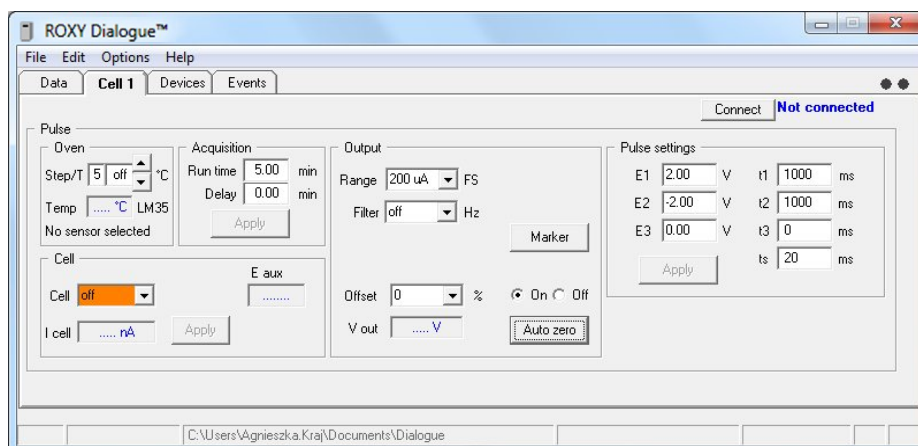 ROXY Dialogue™
File Edit Options Help
Data Cell 1 Devices Events
Connect Not connected
Pulse
Oven
Step/T 5 off °C
Temp ..... °C LM35
No sensor selected
Acquisition
Run time 5.00 min
Delay 0.00 min
Apply
Cell
E aux
Cell off ........
I cell ..... nA Apply
Output
Range 200 uA FS
Filter off Hz
Marker
Offset 0 % On Off
V out ..... V Auto zero
Pulse settings
E1 2.00 V t1 1000 ms
E2 -2.00 V t2 1000 ms
E3 0.00 V t3 0 ms
Apply ts 20 ms
C:\Users\Agnieszka.Kraj\Documents\Dialogue